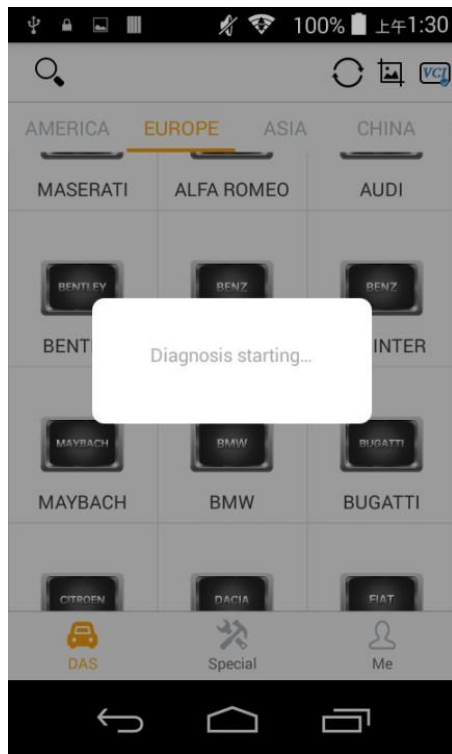 100% 上午1:30
VCI
AMERICA EUROPE ASIA CHINA
MASERATI ALFA ROMEO AUDI
BENTLEY BENZ BENZ
BENT INTER
Diagnosis starting...
MAYBACH BMW BUGATTI
MAYBACH BMW BUGATTI
CITROEN DACIA FIAT
DAS Special Me